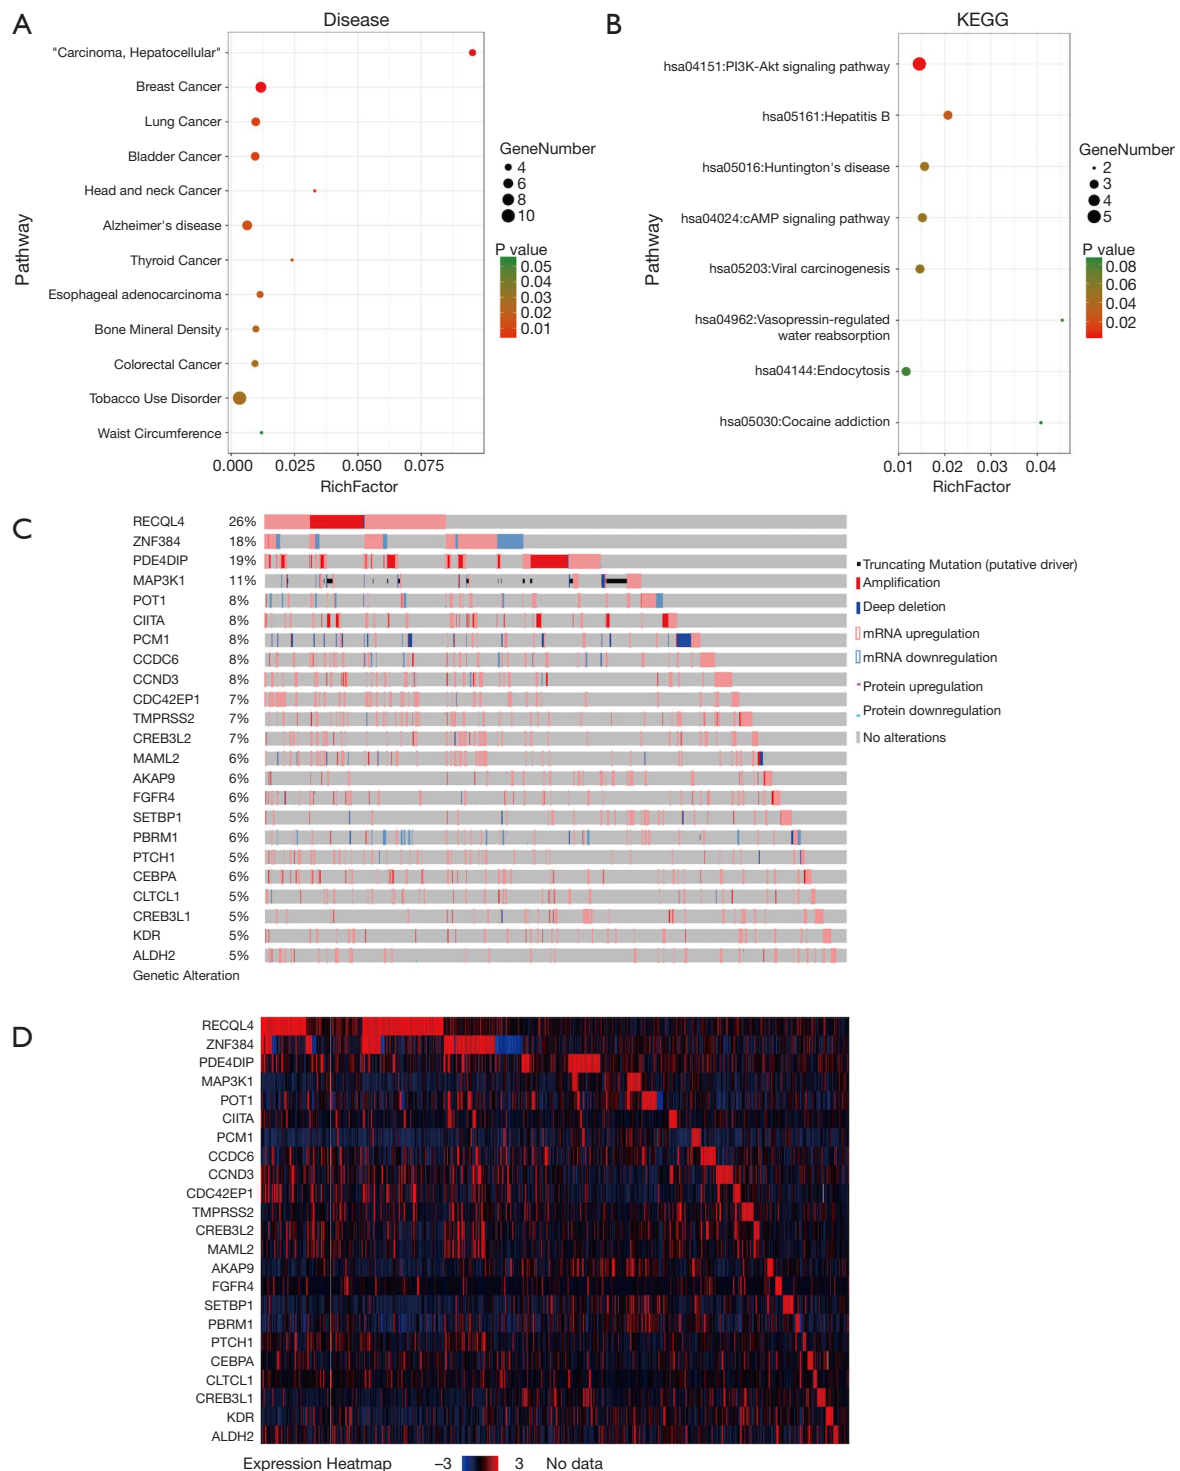 A
Disease
Pathway
"Carcinoma, Hepatocellular"
Breast Cancer
Lung Cancer
Bladder Cancer
Head and neck Cancer
Alzheimer's disease
Thyroid Cancer
Esophageal adenocarcinoma
Bone Mineral Density
Colorectal Cancer
Tobacco Use Disorder
Waist Circumference
0.000 0.025 0.050 0.075
RichFactor
GeneNumber
4
6
8
10
P value
0.05
0.04
0.03
0.02
0.01
B
KEGG
Pathway
hsa04151:PI3K-Akt signaling pathway
hsa05161:Hepatitis B
hsa05016:Huntington's disease
hsa04024:cAMP signaling pathway
hsa05203:Viral carcinogenesis
hsa04962:Vasopressin-regulated
water reabsorption
hsa04144:Endocytosis
hsa05030:Cocaine addiction
0.01 0.02 0.03 0.04
RichFactor
GeneNumber
2
3
4
5
P value
0.08
0.06
0.04
0.02
C
RECQL4 26%
ZNF384 18%
PDE4DIP 19%
MAP3K1 11%
POT1 8%
CIITA 8%
PCM1 8%
CCDC6 8%
CCND3 8%
CDC42EP1 7%
TMPRSS2 7%
CREB3L2 7%
MAML2 6%
AKAP9 6%
FGFR4 6%
SETBP1 5%
PBRM1 6%
PTCH1 5%
CEBPA 6%
CLTCL1 5%
CREB3L1 5%
KDR 5%
ALDH2 5%
Genetic Alteration
Truncating Mutation (putative driver)
Amplification
Deep deletion
mRNA upregulation
mRNA downregulation
Protein upregulation
Protein downregulation
No alterations
D
RECQL4
ZNF384
PDE4DIP
MAP3K1
POT1
CIITA
PCM1
CCDC6
CCND3
CDC42EP1
TMPRSS2
CREB3L2
MAML2
AKAP9
FGFR4
SETBP1
PBRM1
PTCH1
CEBPA
CLTCL1
CREB3L1
KDR
ALDH2
Expression Heatmap −3 3 No data